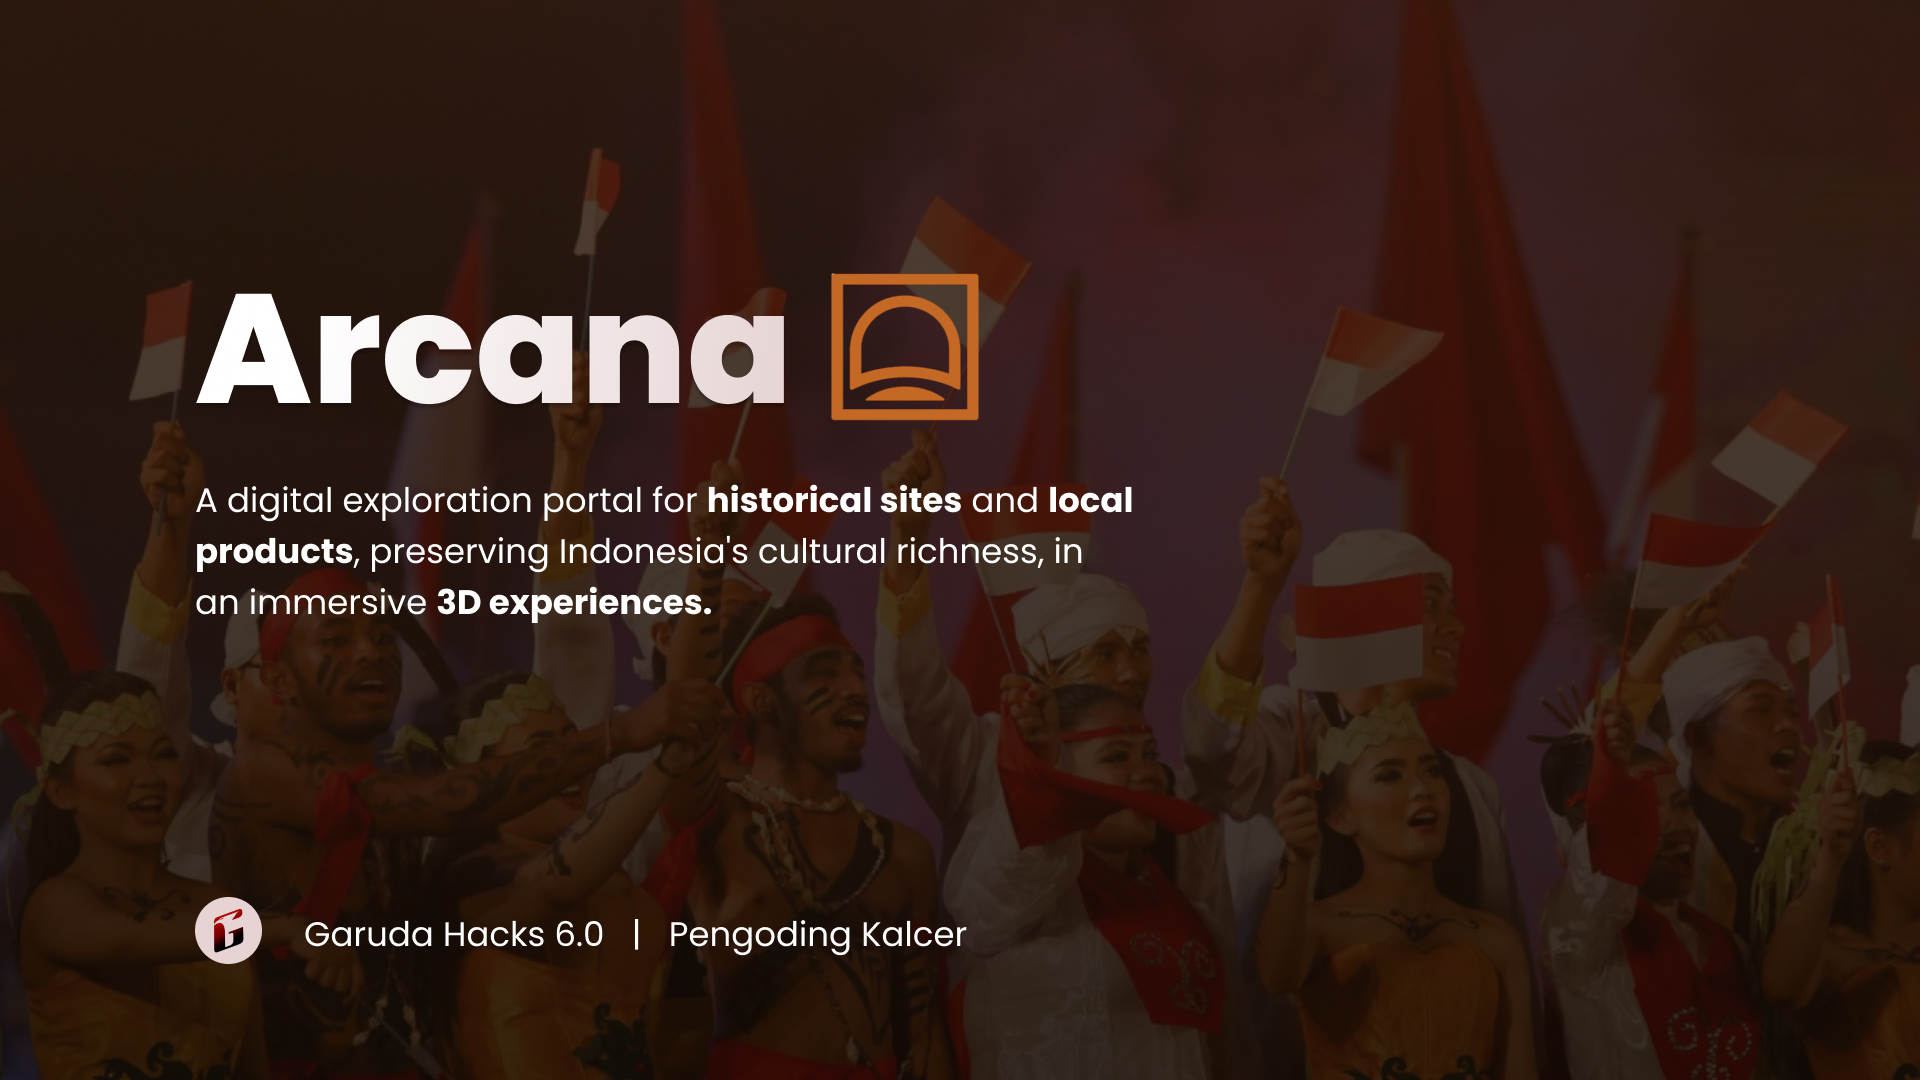 Arcana
A digital exploration portal for historical sites and local
products, preserving Indonesia's cultural richness, in
an immersive 3D experiences.
G
Garuda Hacks 6.0 | Pengoding Kalcer